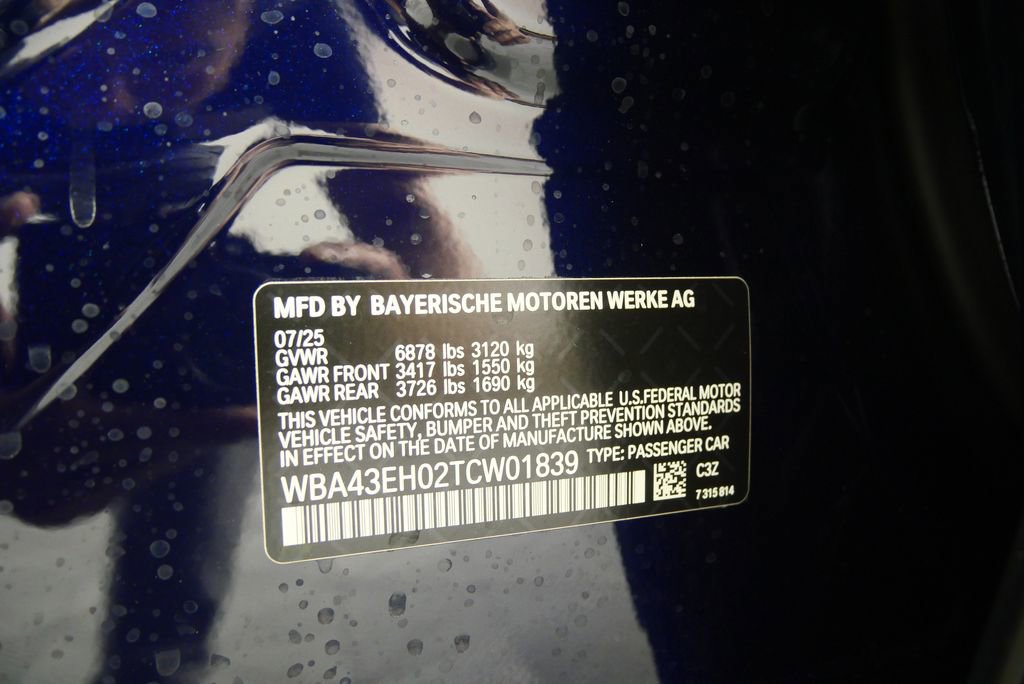 MFD BY BAYERISCHE MOTOREN WERKE AG
07/25
GVWR 6878 lbs 3120 kg
GAWR FRONT 3417 lbs 1550 kg
GAWR REAR 3726 lbs 1690 kg
THIS VEHICLE CONFORMS TO ALL APPLICABLE U.S.FEDERAL MOTOR
VEHICLE SAFETY, BUMPER AND THEFT PREVENTION STANDARDS
IN EFFECT ON THE DATE OF MANUFACTURE SHOWN ABOVE.
WBA43EH02TCW01839 TYPE: PASSENGER CAR
C3Z
7 315 814